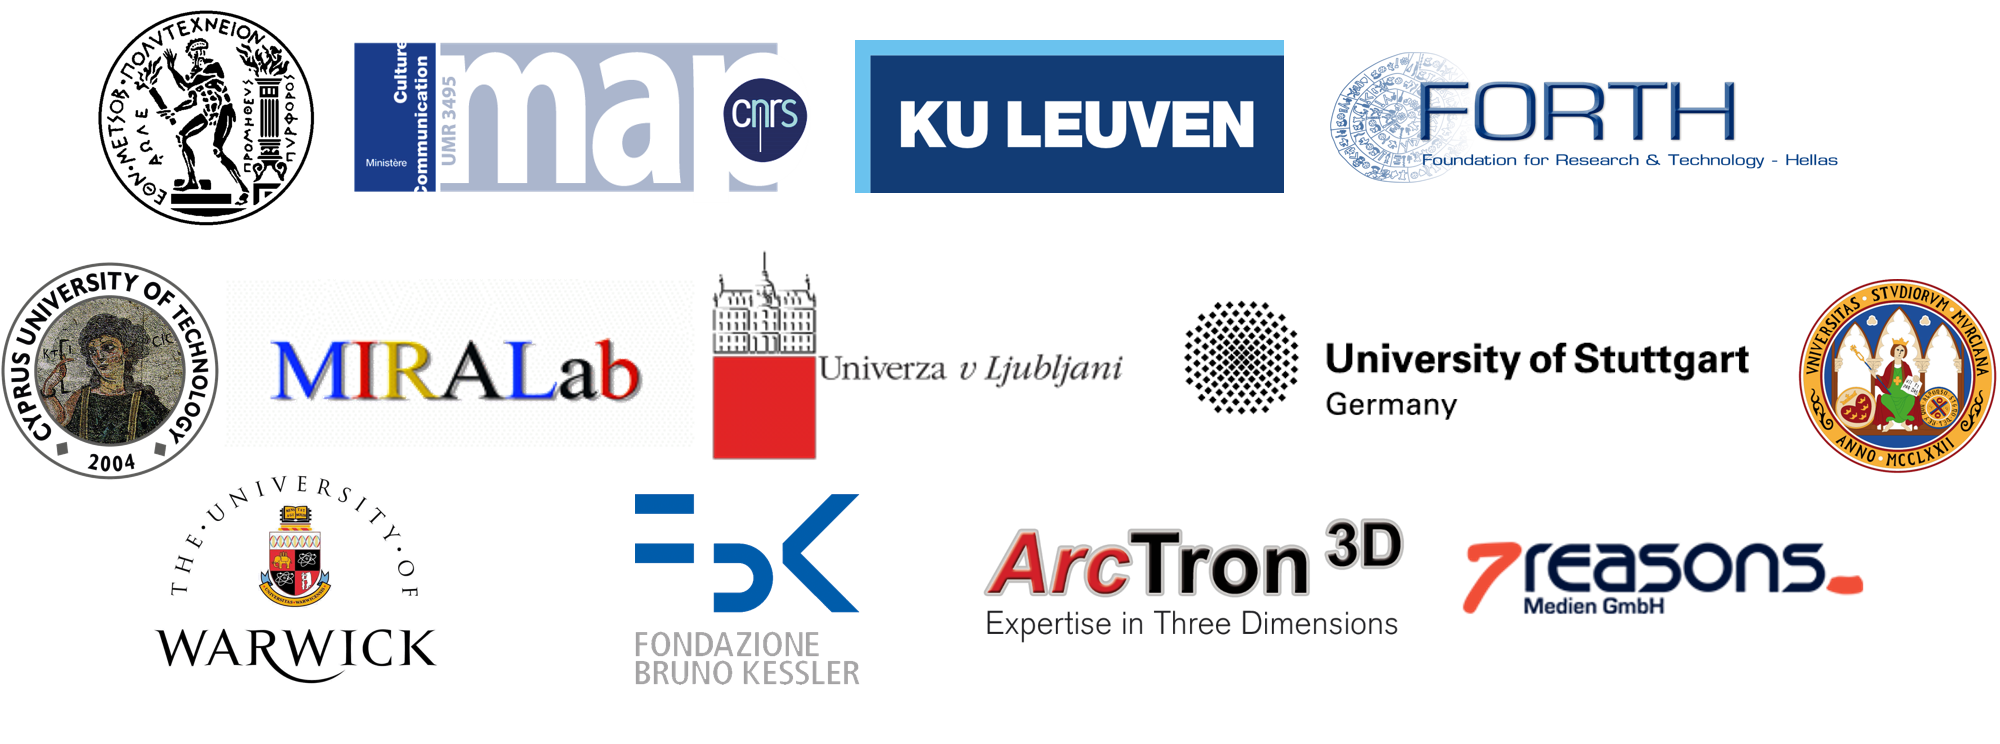 ΕΘΝ·ΜΕΤΣΟΒ·ΠΟΛΥΤΕΧΝΕΙΟΝ
ΠΡΟΜΗΘΕΥΣ
ΠΥΡΦΟΡΟΣ
Ministère
Culture
Communication
UMR 3495
map
cnrs
KU LEUVEN
FORTH
Foundation for Research & Technology - Hellas
CYPRUS UNIVERSITY OF TECHNOLOGY
2004
MIRALab
Univerza v Ljubljani
University of Stuttgart
Germany
VNIVERSITAS · STVDIORVM · MVRCIANA
ANNO · MCCLXXII
THE · UNIVERSITY · OF
WARWICK
FBK
FONDAZIONE
BRUNO KESSLER
ArcTron 3D
Expertise in Three Dimensions
7reasons
Medien GmbH